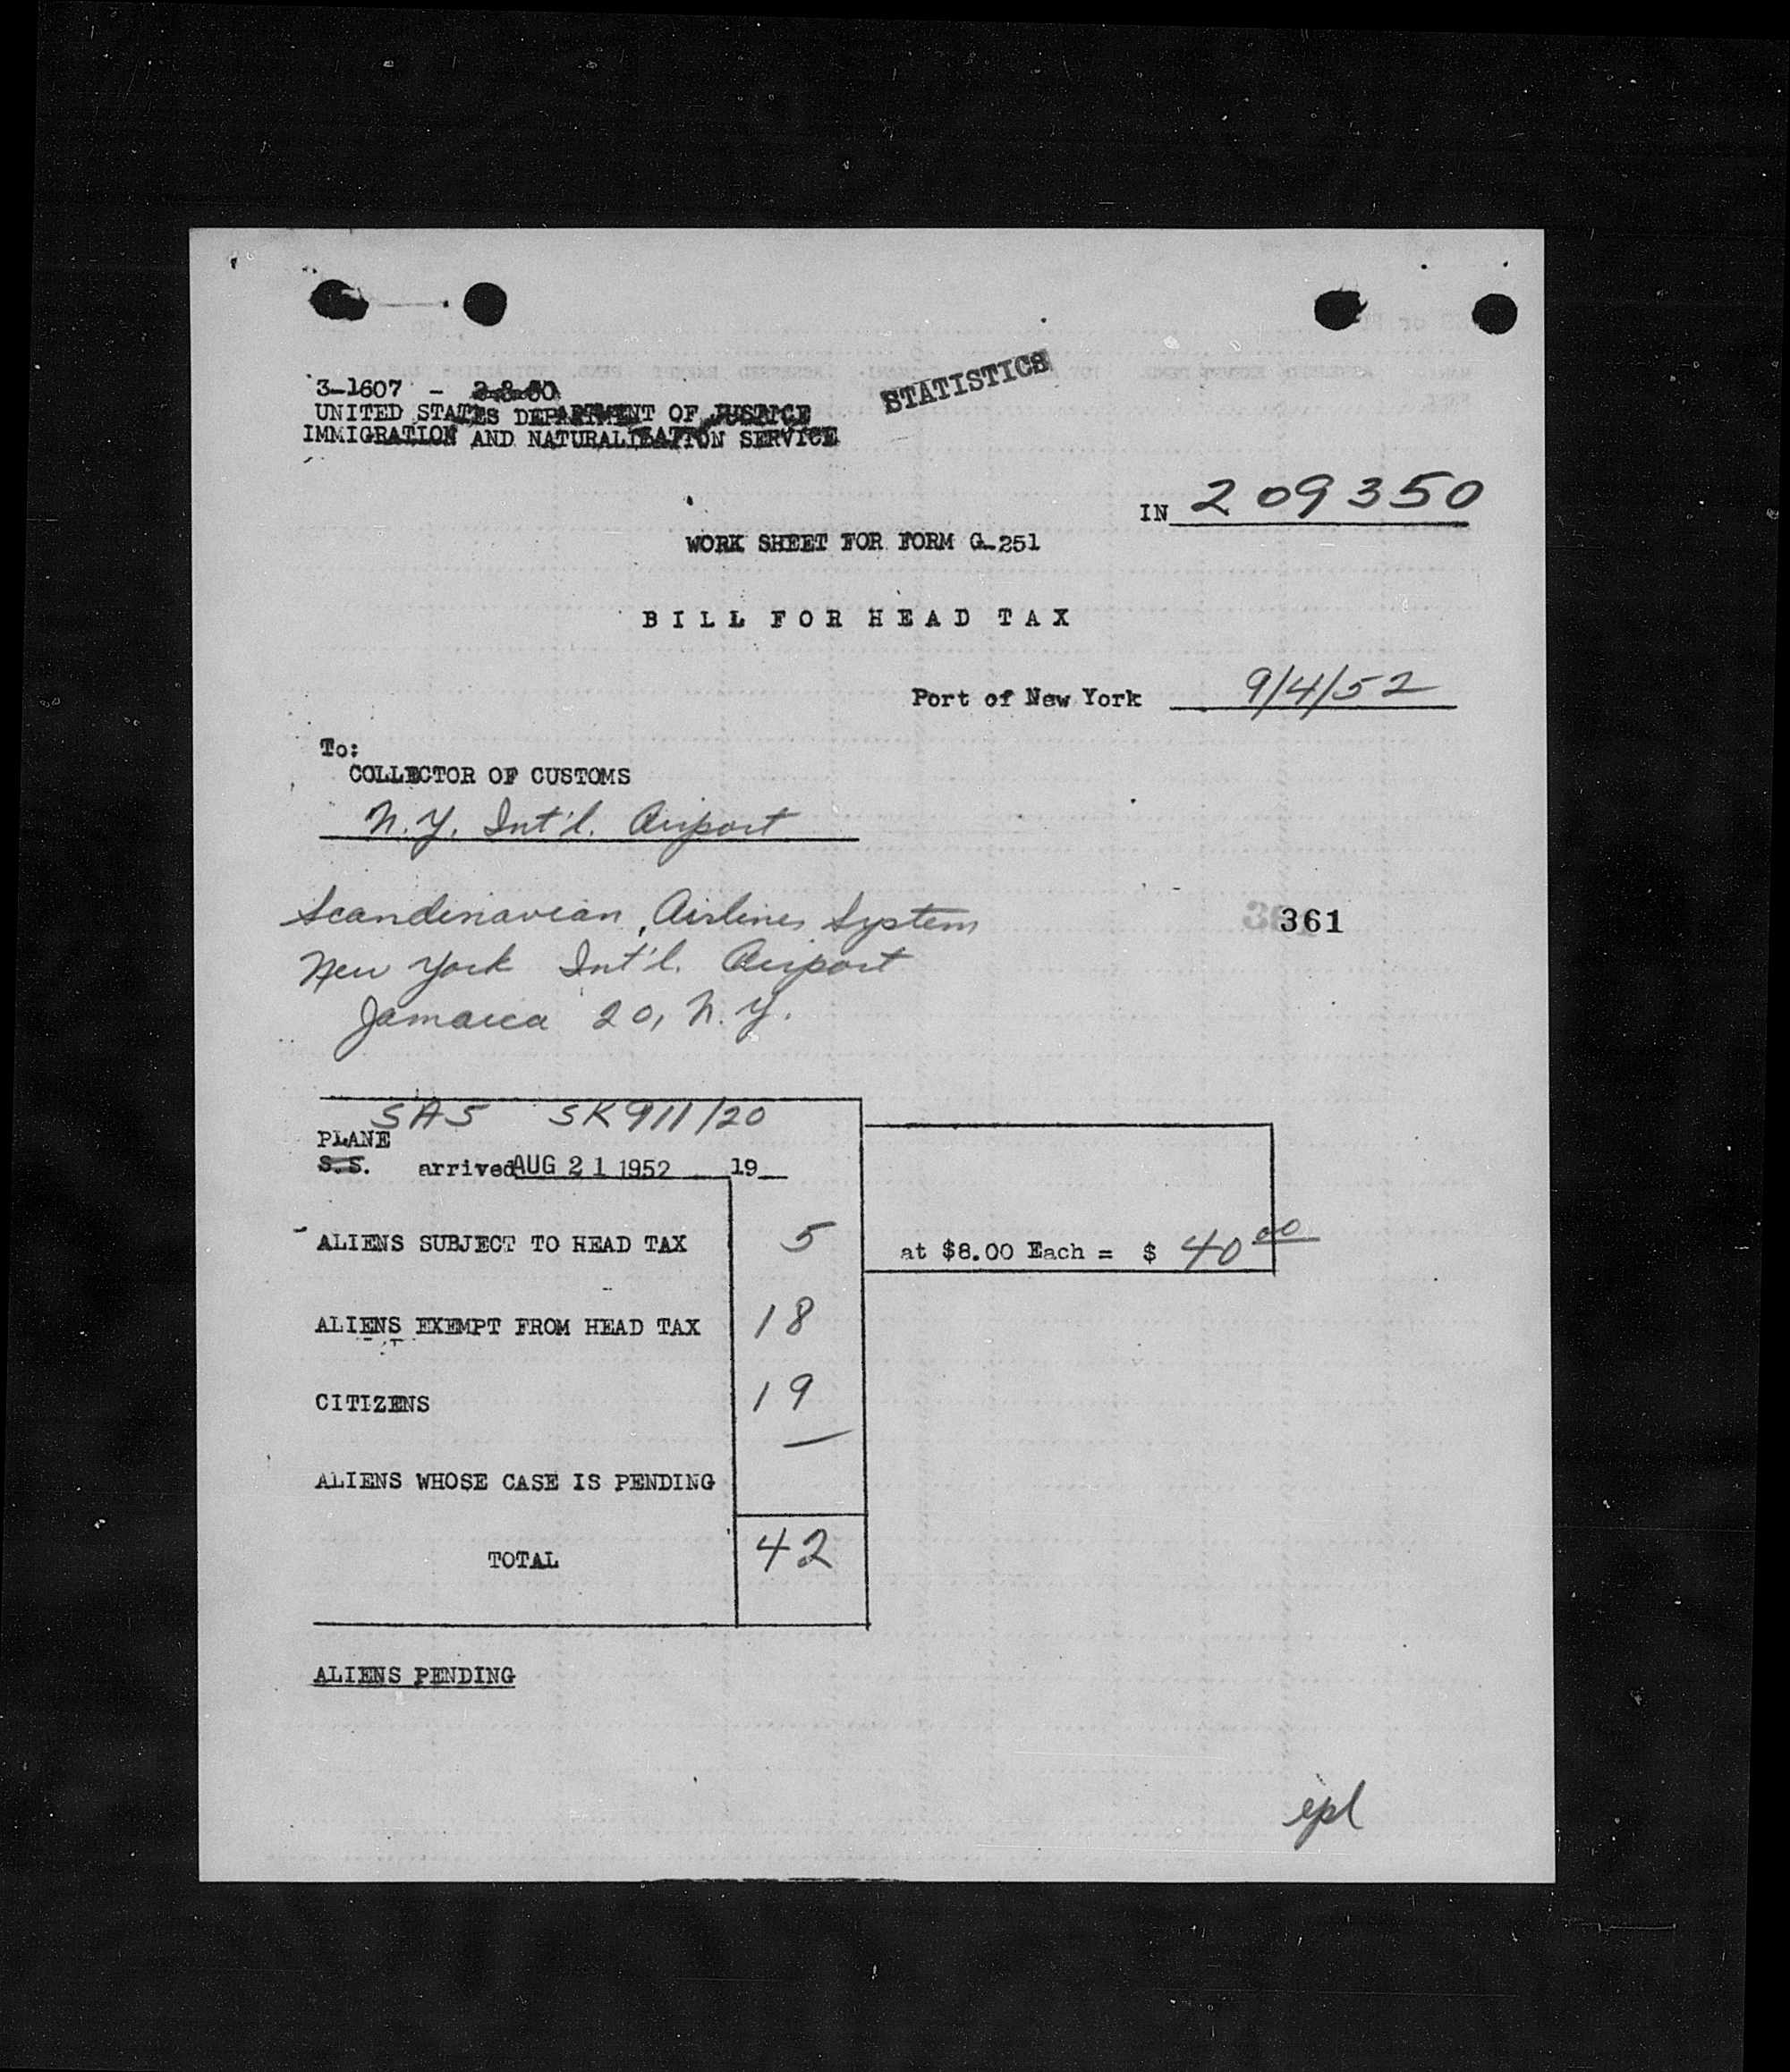 STATISTICS
3-1607 -
UNITED STATES DEPARTMENT OF JUSTICE
IMMIGRATION AND NATURALIZATION SERVICE
IN 209350
WORK SHEET FOR FORM G-251
BILL FOR HEAD TAX
Port of New York 9/4/52
To:
COLLECTOR OF CUSTOMS
N.Y. Int'l. Airport
361
Scandinavian Airlines System
New York Int'l. Airport
Jamaica 20, N.Y.
SAS SK911/20
PLANE
S.S. arrived AUG 21 1952 19
ALIENS SUBJECT TO HEAD TAX 5 at $8.00 Each = $ 40 00
ALIENS EXEMPT FROM HEAD TAX 18
CITIZENS 19
ALIENS WHOSE CASE IS PENDING —
TOTAL 42
ALIENS PENDING
epl